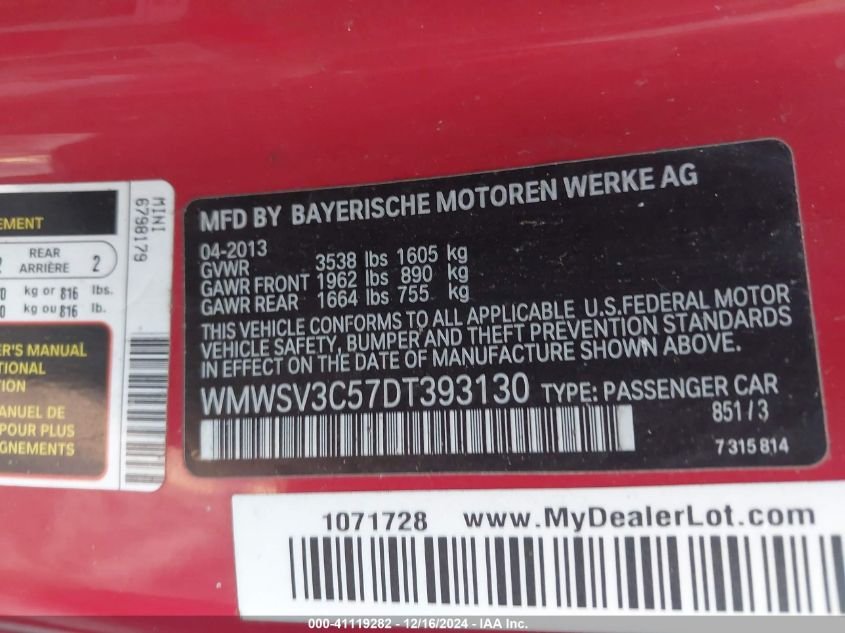 EMENT
REAR
ARRIÈRE 2
kg or 816 lbs.
kg ou 816 lb.
ER'S MANUAL
TIONAL
TION
ANUEL DE
POUR PLUS
IGNEMENTS
MINI
6798179
MFD BY BAYERISCHE MOTOREN WERKE AG
04-2013
GVWR 3538 lbs 1605 kg
GAWR FRONT 1962 lbs 890 kg
GAWR REAR 1664 lbs 755 kg
THIS VEHICLE CONFORMS TO ALL APPLICABLE U.S.FEDERAL MOTOR
VEHICLE SAFETY, BUMPER AND THEFT PREVENTION STANDARDS
IN EFFECT ON THE DATE OF MANUFACTURE SHOWN ABOVE.
WMWSV3C57DT393130 TYPE: PASSENGER CAR
851 / 3
7 315 814
1071728 www.MyDealerLot.com
000-41119282 - 12/16/2024 - IAA Inc.